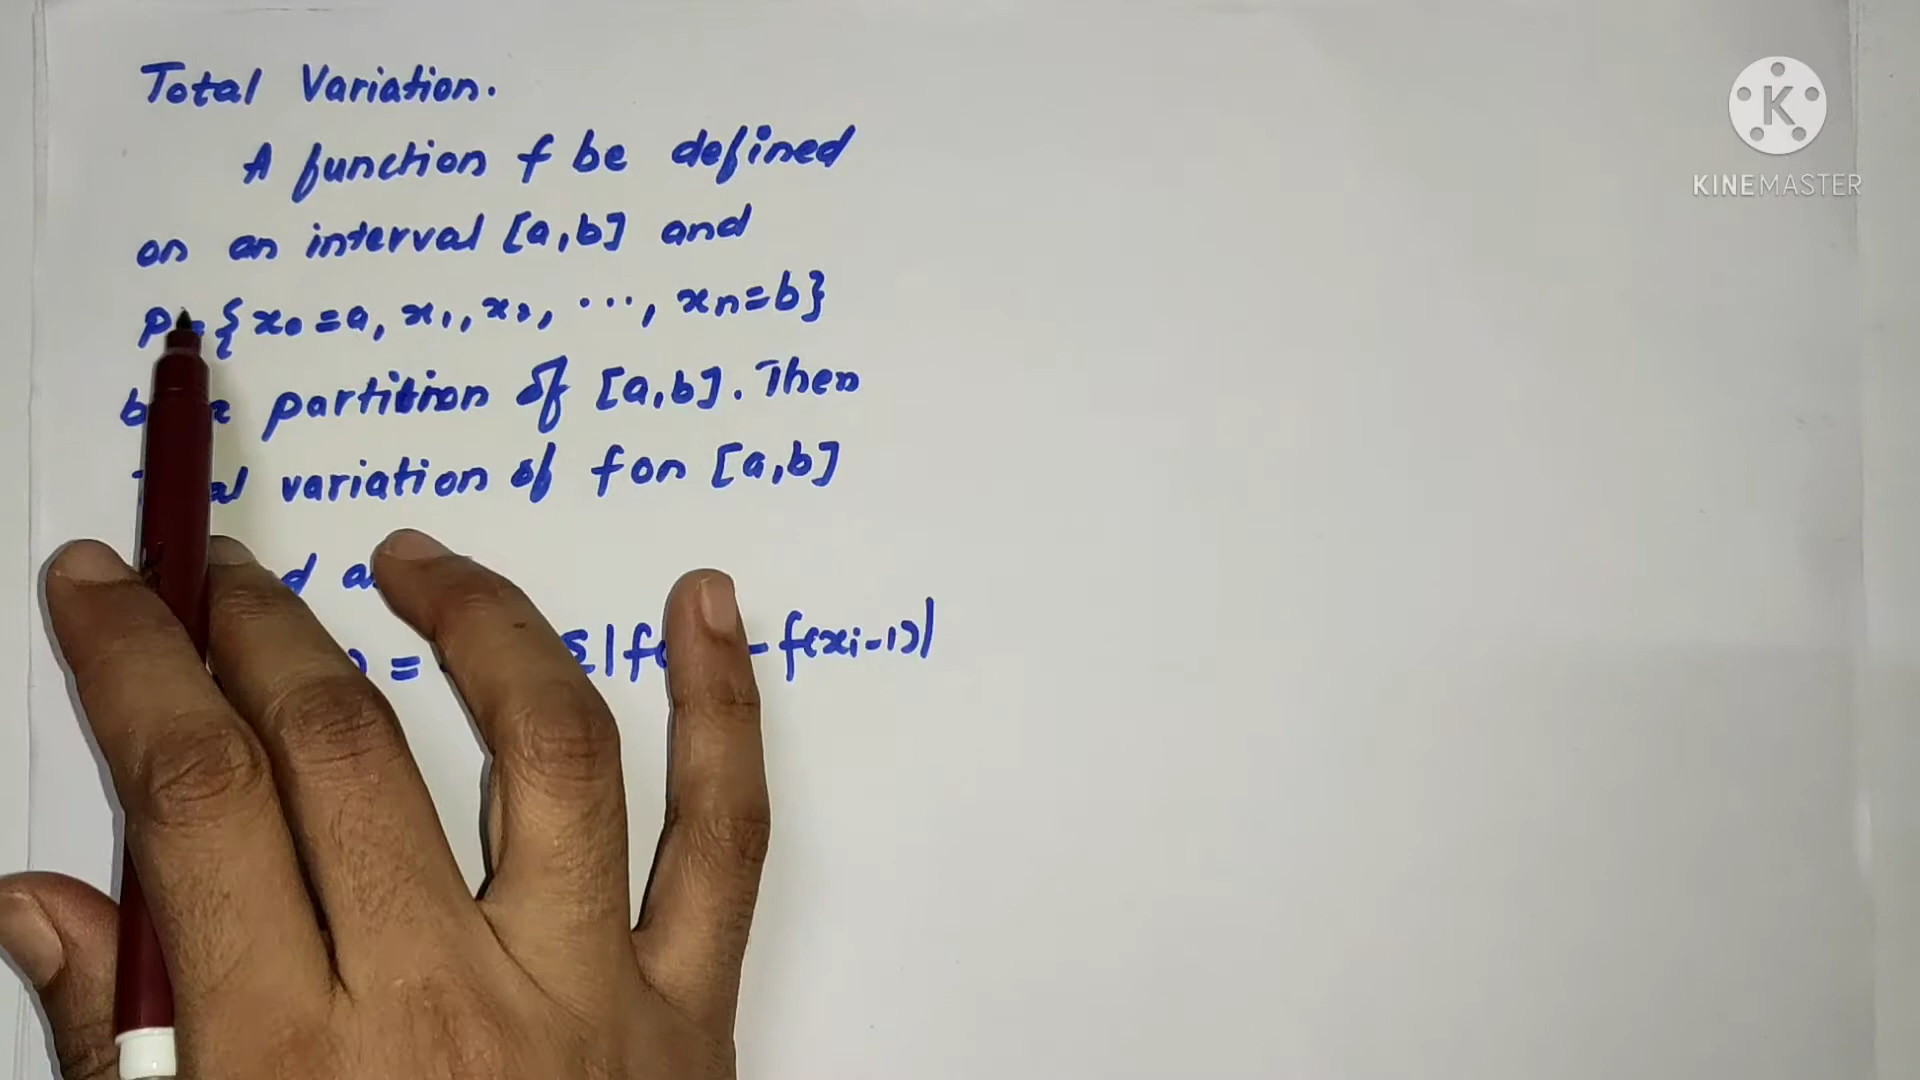 Total Variation.
A function f be defined
on an interval [a,b] and
P = {x₀=a, x₁, x₂, ..., xn=b}
partition of [a,b]. Then
variation of f on [a,b]
= Σ|f( - f(xi-1)|
K
KINEMASTER